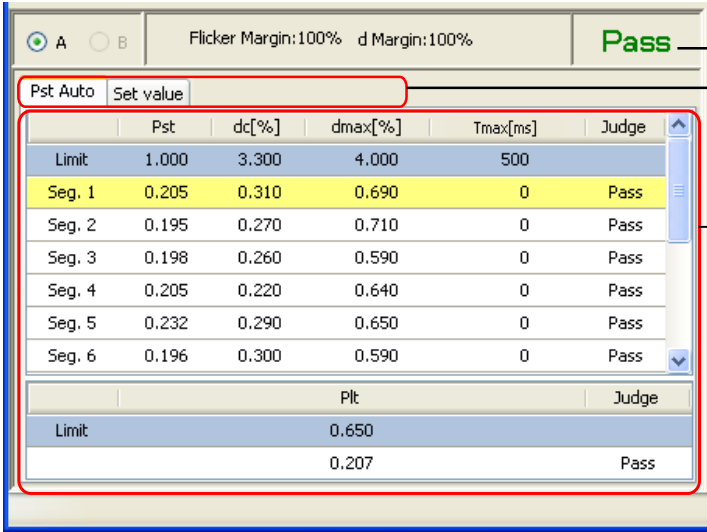 A B Flicker Margin:100% d Margin:100% Pass
Pst Auto Set value
Pst dc[%] dmax[%] Tmax[ms] Judge
Limit 1.000 3.300 4.000 500
Seg. 1 0.205 0.310 0.690 0 Pass
Seg. 2 0.195 0.270 0.710 0 Pass
Seg. 3 0.198 0.260 0.590 0 Pass
Seg. 4 0.205 0.220 0.640 0 Pass
Seg. 5 0.232 0.290 0.650 0 Pass
Seg. 6 0.196 0.300 0.590 0 Pass
Plt Judge
Limit 0.650
0.207 Pass